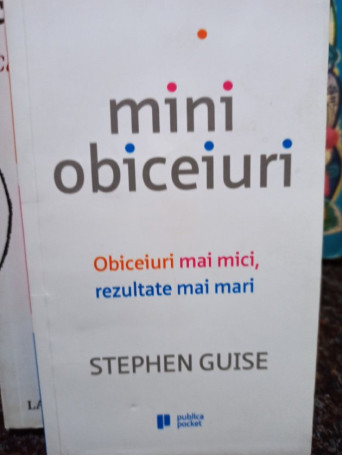 mini
obiceiuri
Obiceiuri mai mici,
rezultate mai mari
STEPHEN GUISE
publica
pocket